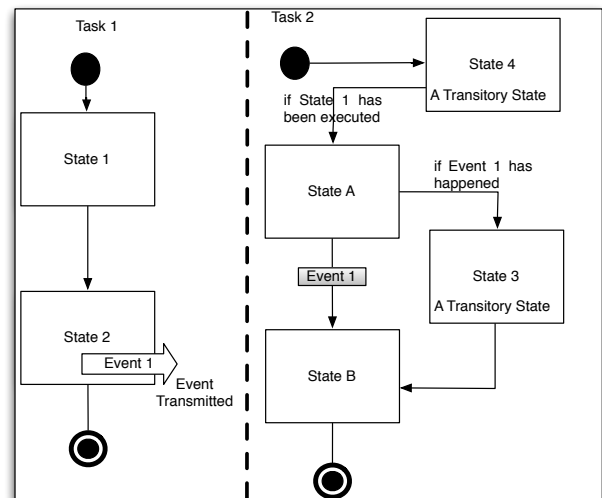 Task 1
State 1
State 2
Event 1
Event
Transmitted
Task 2
State 4
A Transitory State
if State 1 has
been executed
State A
if Event 1 has
happened
Event 1
State 3
A Transitory State
State B